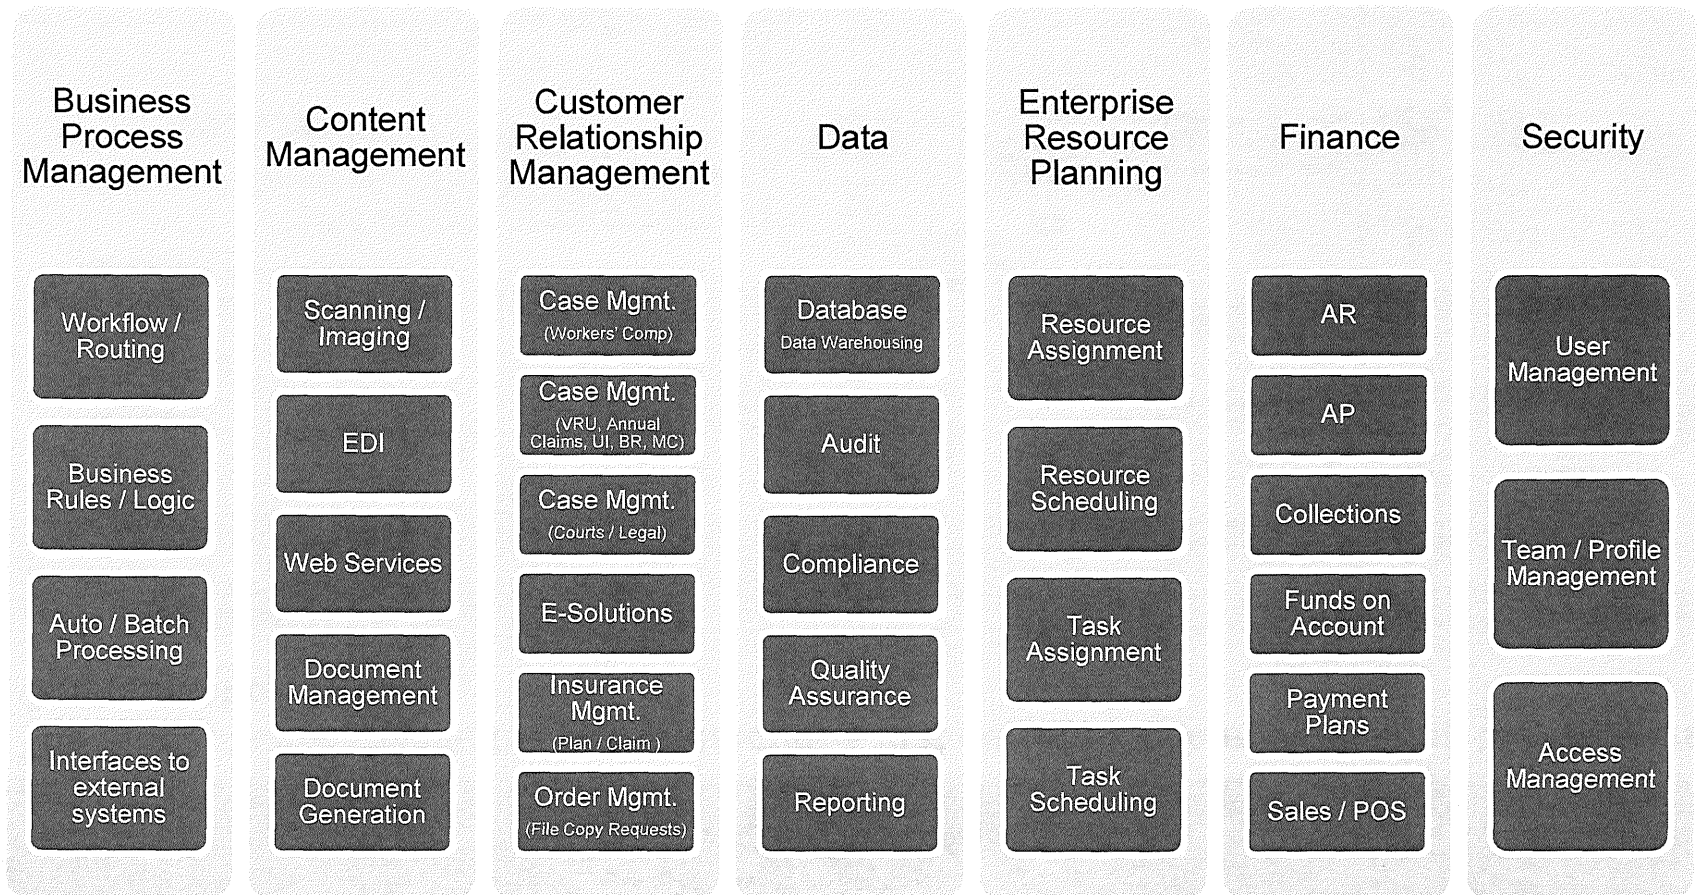 Business
Process
Management
Workflow /
Routing
Business
Rules / Logic
Auto / Batch
Processing
Interfaces to
external
systems
Content
Management
Scanning /
Imaging
EDI
Web Services
Document
Management
Document
Generation
Customer
Relationship
Management
Case Mgmt.
(Workers' Comp)
Case Mgmt.
(VRU, Annual
Claims, UI, BR, MC)
Case Mgmt.
(Courts / Legal)
E-Solutions
Insurance
Mgmt.
(Plan / Claim )
Order Mgmt.
(File Copy Requests)
Data
Database
Data Warehousing
Audit
Compliance
Quality
Assurance
Reporting
Enterprise
Resource
Planning
Resource
Assignment
Resource
Scheduling
Task
Assignment
Task
Scheduling
Finance
AR
AP
Collections
Funds on
Account
Payment
Plans
Sales / POS
Security
User
Management
Team / Profile
Management
Access
Management